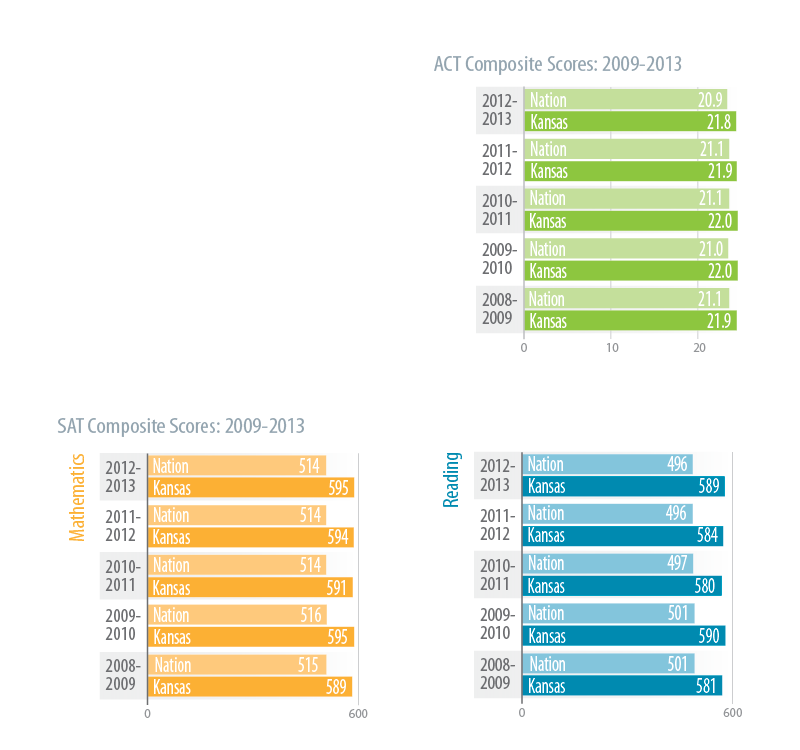 ACT Composite Scores: 2009-2013
2012-
2013
Nation 20.9
Kansas 21.8
2011-
2012
Nation 21.1
Kansas 21.9
2010-
2011
Nation 21.1
Kansas 22.0
2009-
2010
Nation 21.0
Kansas 22.0
2008-
2009
Nation 21.1
Kansas 21.9
0 10 20
SAT Composite Scores: 2009-2013
Mathematics
2012-
2013
Nation 514
Kansas 595
2011-
2012
Nation 514
Kansas 594
2010-
2011
Nation 514
Kansas 591
2009-
2010
Nation 516
Kansas 595
2008-
2009
Nation 515
Kansas 589
0 600
Reading
2012-
2013
Nation 496
Kansas 589
2011-
2012
Nation 496
Kansas 584
2010-
2011
Nation 497
Kansas 580
2009-
2010
Nation 501
Kansas 590
2008-
2009
Nation 501
Kansas 581
0 600